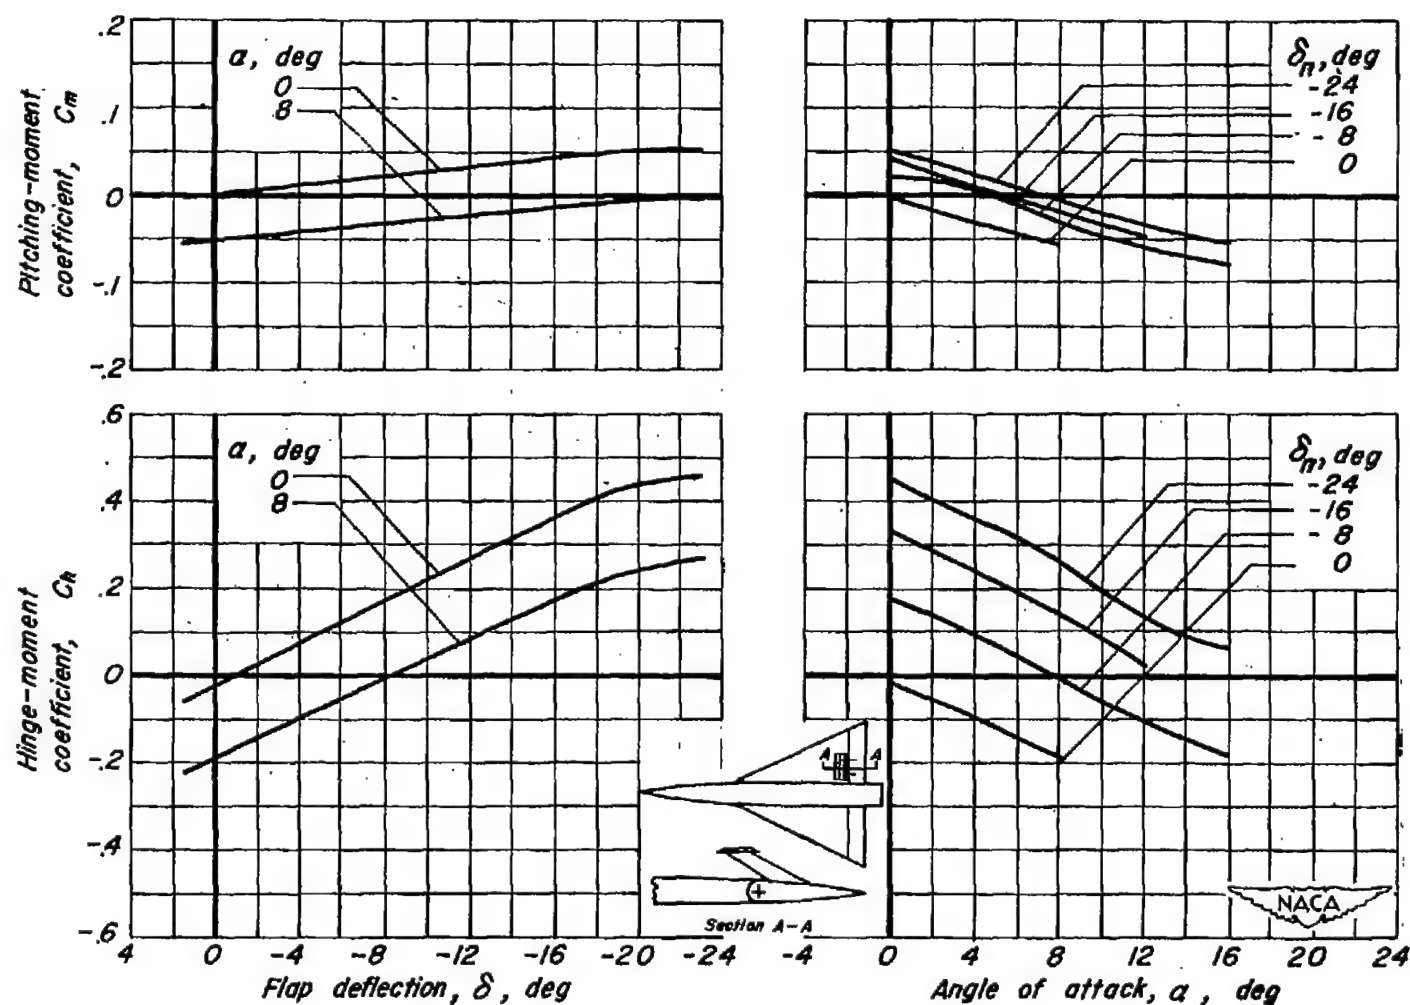 .2
.1
0
-.1
-.2
Pitching-moment
coefficient, Cm
α, deg
0
8
δn, deg
-24
-16
-8
0
.6
.4
.2
0
-.2
-.4
-.6
Hinge-moment
coefficient, Ch
α, deg
0
8
δn, deg
-24
-16
-8
0
A A
Section A-A
NACA
4 0 -4 -8 -12 -16 -20 -24
Flap deflection, δ, deg
-4 0 4 8 12 16 20 24
Angle of attack, α, deg